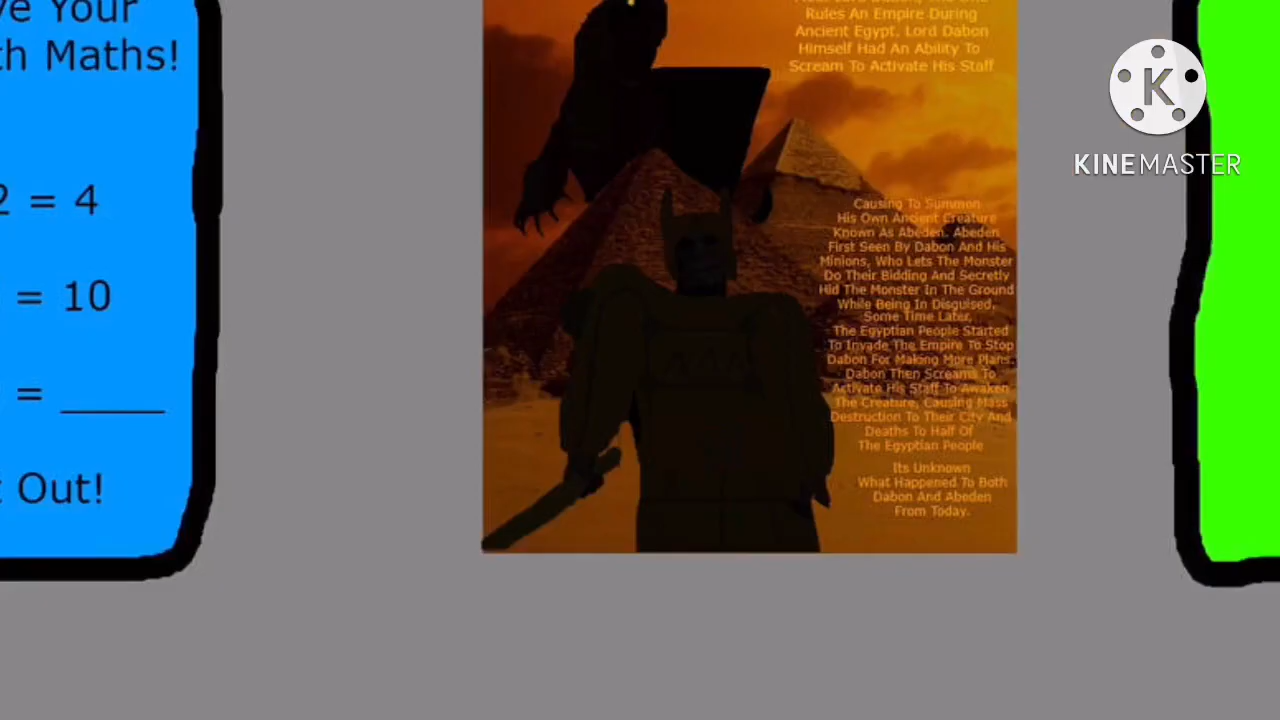 ve Your
th Maths!
2 = 4
= 10
= _____
t Out!
Rules An Empire During
Ancient Egypt, Lord Dabon
Himself Had An Ability To
Scream To Activate His Staff
Causing To Summon
His Own Ancient Creature
Known As Abeden. Abeden
First Seen By Dabon And His
Minions, Who Lets The Monster
Do Their Bidding And Secretly
Hid The Monster In The Ground
While Being In Disguised,
Some Time Later,
The Egyptian People Started
To Invade The Empire To Stop
Dabon For Making More Plans.
Dabon Then Screams To
Activate His Staff To Awaken
The Creature, Causing Mass
Destruction To Their City And
Deaths To Half Of
The Egyptian People
Its Unknown
What Happened To Both
Dabon And Abeden
From Today.
K
KINEMASTER